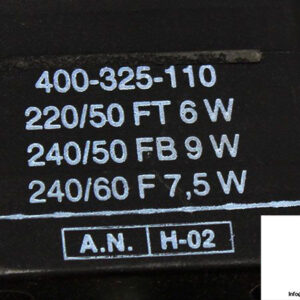 400-325-110
220/50 FT 6 W
240/50 FB 9 W
240/60 F 7,5 W
A.N. H-02